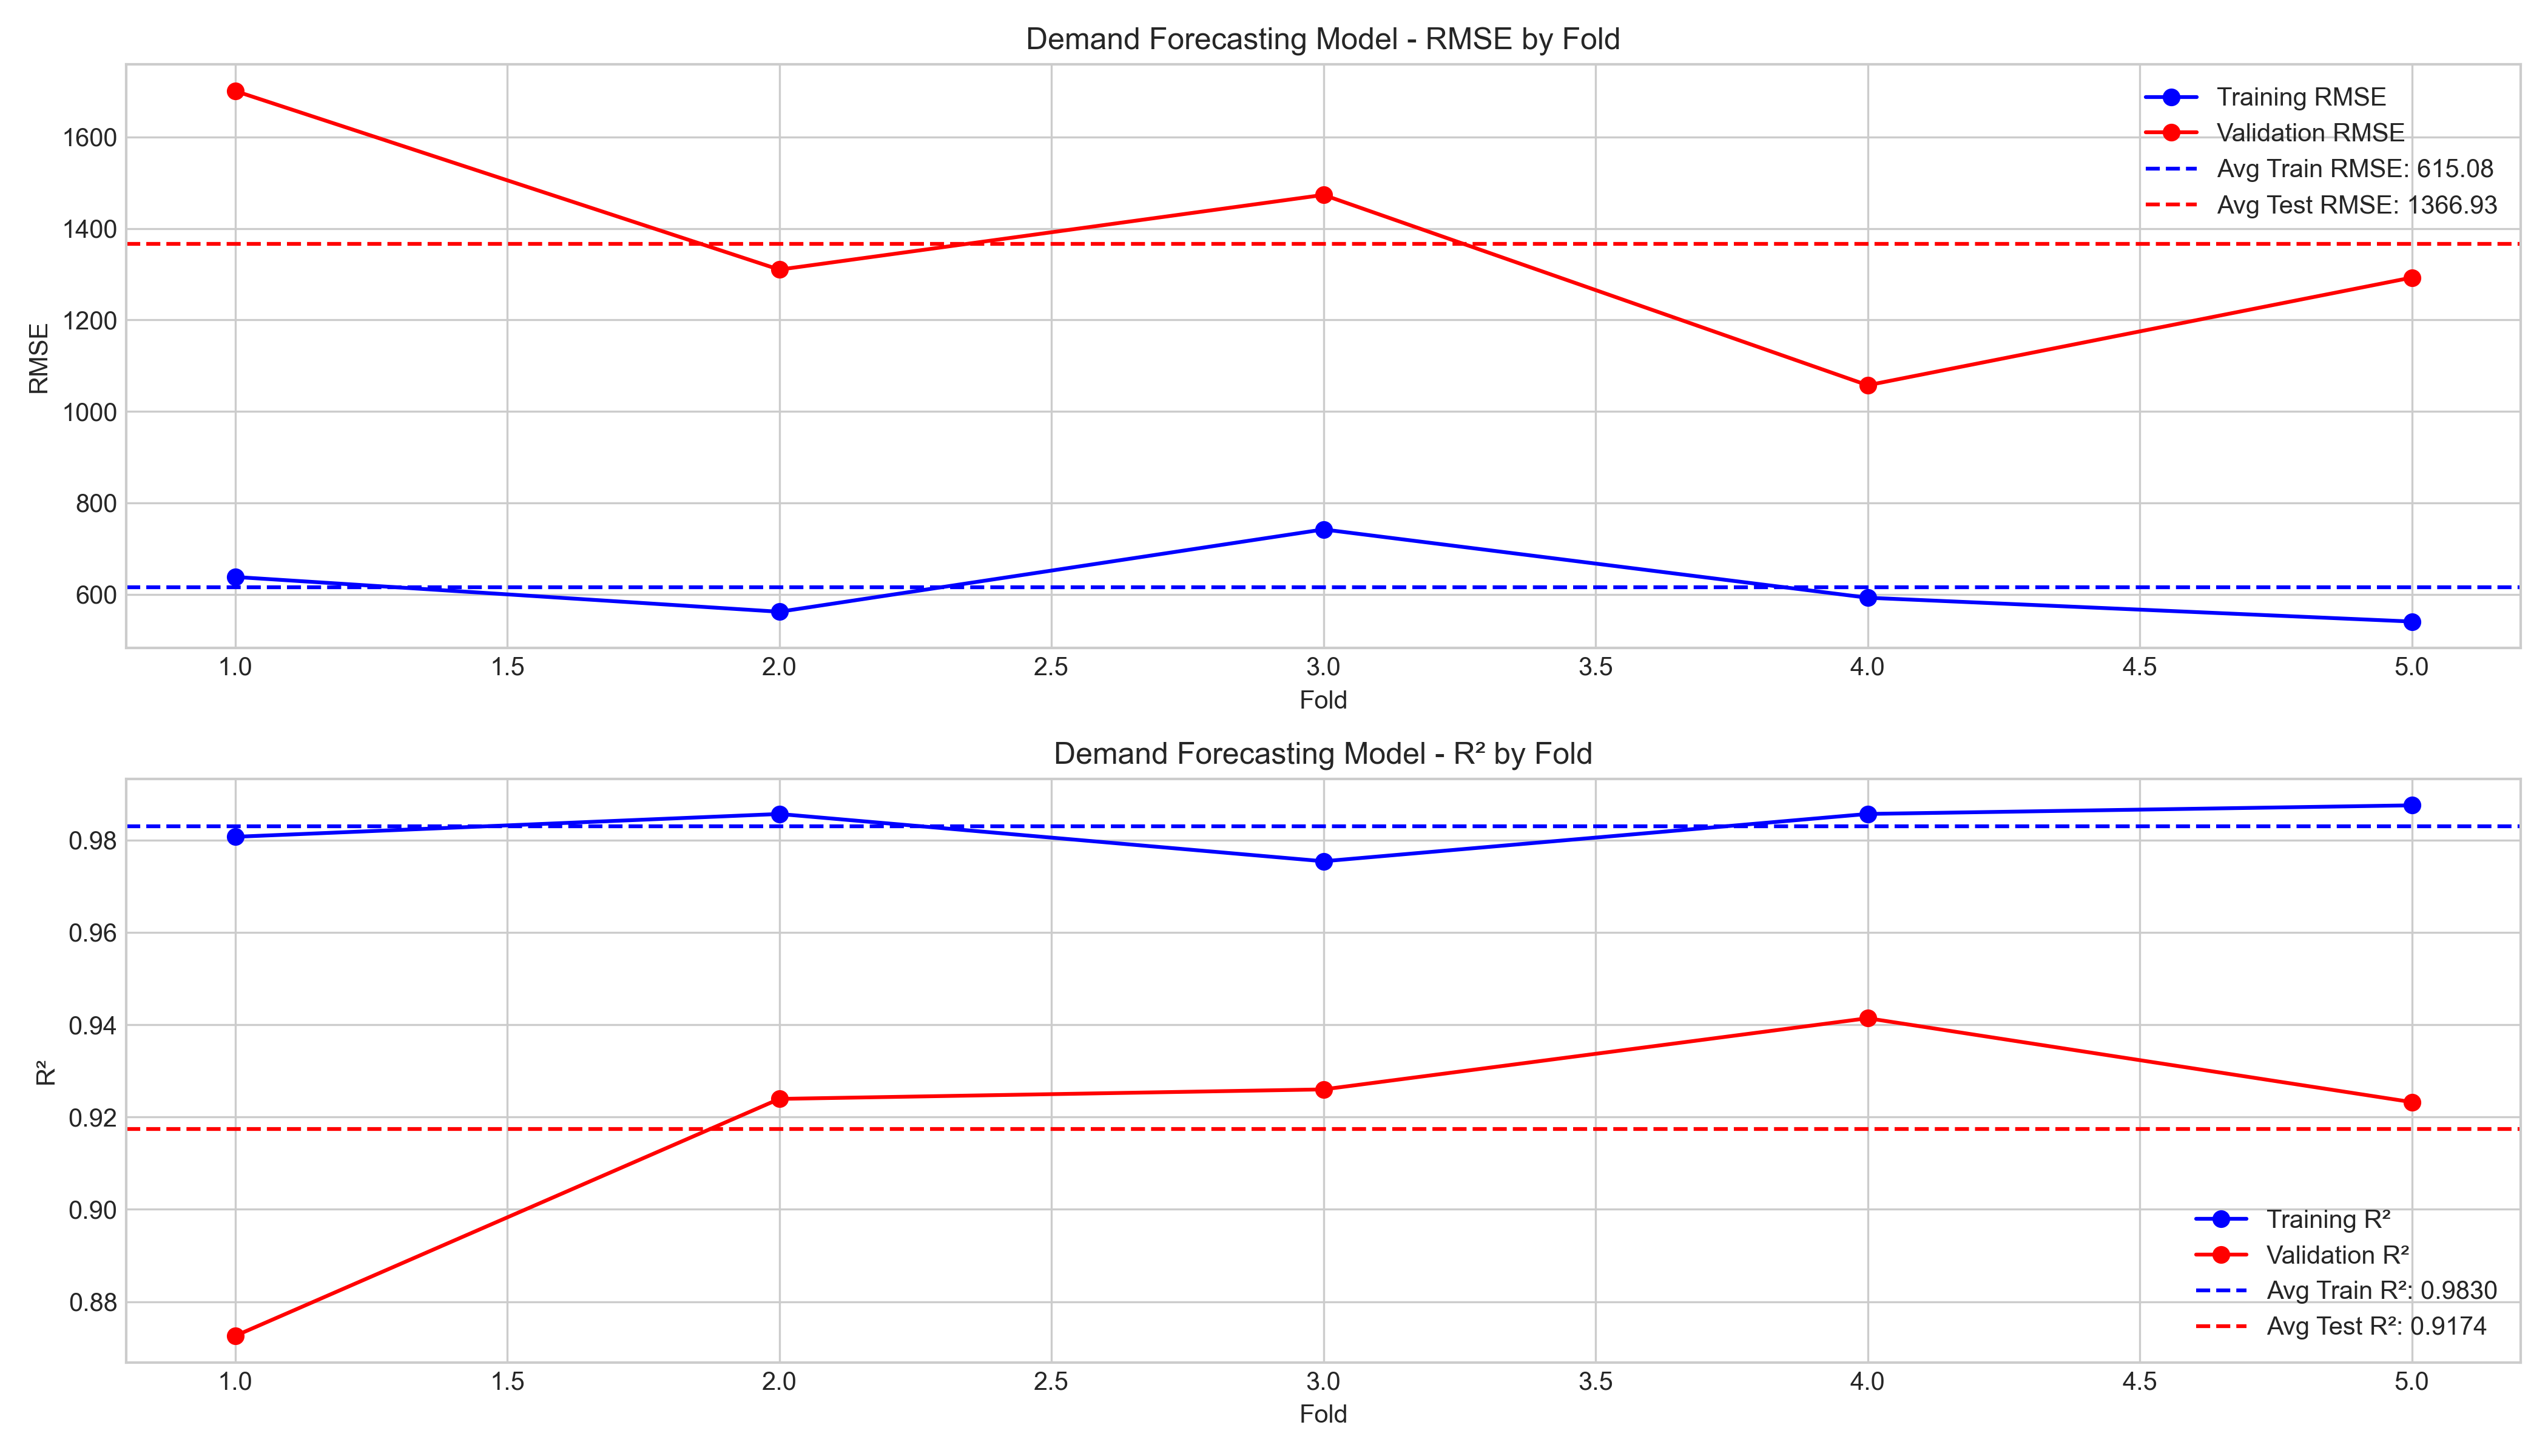 Demand Forecasting Model - RMSE by Fold
Training RMSE
Validation RMSE
Avg Train RMSE: 615.08
Avg Test RMSE: 1366.93
RMSE
1600
1400
1200
1000
800
600
1.0 1.5 2.0 2.5 3.0 3.5 4.0 4.5 5.0
Fold
Demand Forecasting Model - R² by Fold
R²
0.98
0.96
0.94
0.92
0.90
0.88
Training R²
Validation R²
Avg Train R²: 0.9830
Avg Test R²: 0.9174
1.0 1.5 2.0 2.5 3.0 3.5 4.0 4.5 5.0
Fold